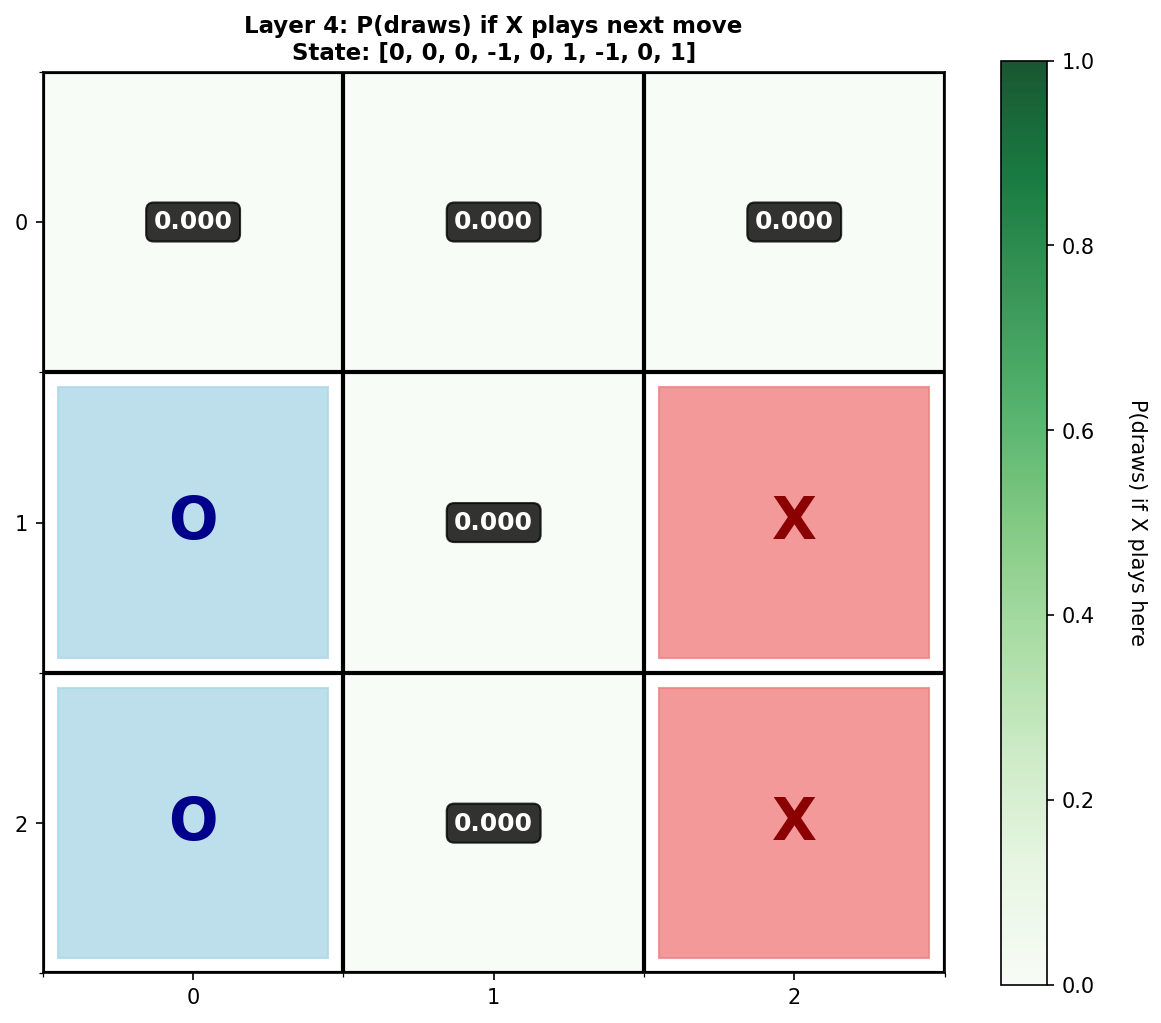 Layer 4: P(draws) if X plays next move
State: [0, 0, 0, -1, 0, 1, -1, 0, 1]
0
0.000
0.000
0.000
1
O
0.000
X
2
O
0.000
X
0
1
2
1.0
0.8
0.6
0.4
0.2
0.0
P(draws) if X plays here